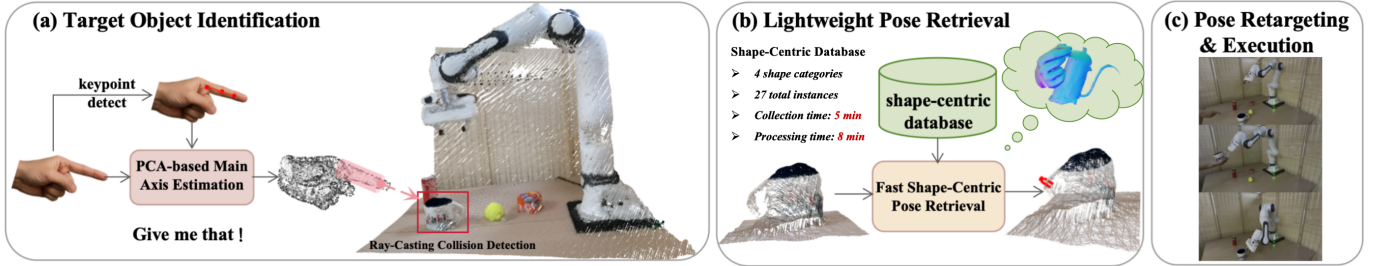 (a) Target Object Identification
keypoint
detect
PCA-based Main
Axis Estimation
Give me that !
Ray-Casting Collision Detection
(b) Lightweight Pose Retrieval
Shape-Centric Database
➢ 4 shape categories
➢ 27 total instances
➢ Collection time: 5 min
➢ Processing time: 8 min
shape-centric
database
Fast Shape-Centric
Pose Retrieval
(c) Pose Retargeting
& Execution